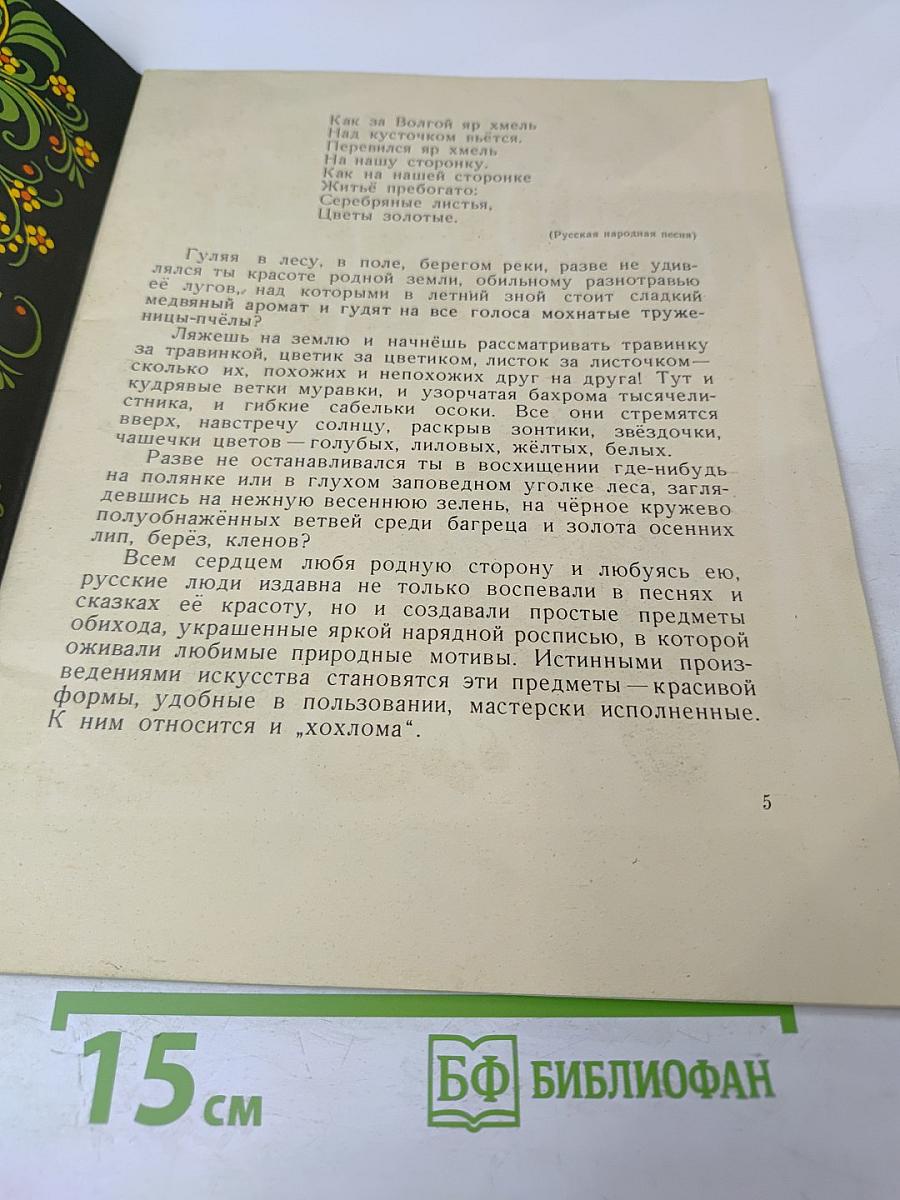 Как за Волгой яр хмель
Над кусточком вьётся.
Перевился яр хмель
На нашу сторонку.
Как на нашей сторонке
Житьё пребогато:
Серебряные листья,
Цветы золотые.
(Русская народная песня)
Гуляя в лесу, в поле, берегом реки, разве не удив-
лялся ты красоте родной земли, обильному разнотравью
её лугов, над которыми в летний зной стоит сладкий
медвяный аромат и гудят на все голоса мохнатые труже-
ницы-пчёлы?
Ляжешь на землю и начнёшь рассматривать травинку
за травинкой, цветик за цветиком, листок за листочком—
сколько их, похожих и непохожих друг на друга! Тут и
кудрявые ветки муравки, и узорчатая бахрома тысячели-
стника, и гибкие сабельки осоки. Все они стремятся
вверх, навстречу солнцу, раскрыв зонтики, звёздочки,
чашечки цветов — голубых, лиловых, жёлтых, белых.
Разве не останавливался ты в восхищении где-нибудь
на полянке или в глухом заповедном уголке леса, загля-
девшись на нежную весеннюю зелень, на чёрное кружево
полуобнажённых ветвей среди багреца и золота осенних
лип, берёз, кленов?
Всем сердцем любя родную сторону и любуясь ею,
русские люди издавна не только воспевали в песнях и
сказках её красоту, но и создавали простые предметы
обихода, украшенные яркой нарядной росписью, в которой
оживали любимые природные мотивы. Истинными произ-
ведениями искусства становятся эти предметы — красивой
формы, удобные в пользовании, мастерски исполненные.
К ним относится и „хохлома“.
5
15 см
БФ БИБЛИОФАН